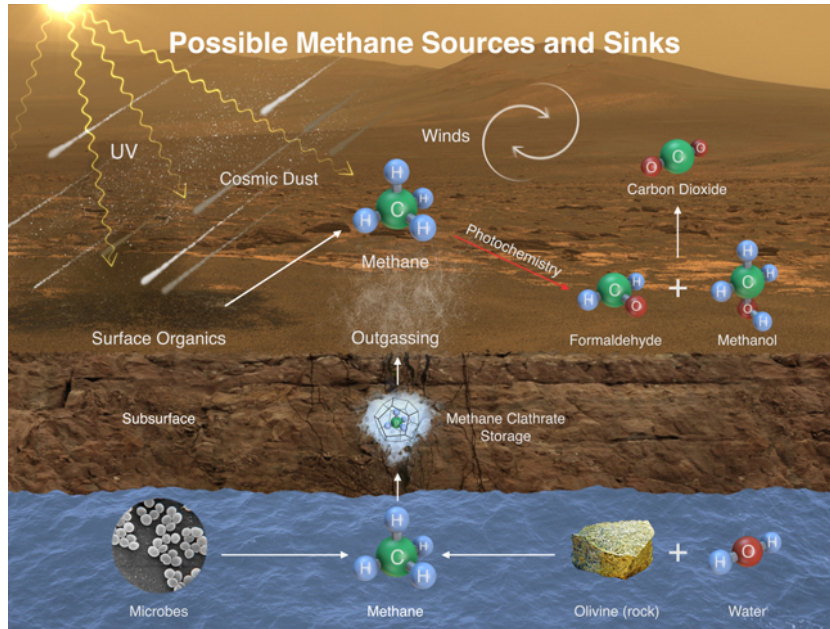 Possible Methane Sources and Sinks
UV
Cosmic Dust
Winds
H
H
C
H
H
Methane
O
C
O
Carbon Dioxide
Photochemistry
H
C
H
O
Formaldehyde
+
H
H
C
H
O
H
Methanol
Surface Organics
Outgassing
Subsurface
Methane Clathrate
Storage
Microbes
H
C
H
H
H
Methane
Olivine (rock)
+
H
O
H
Water